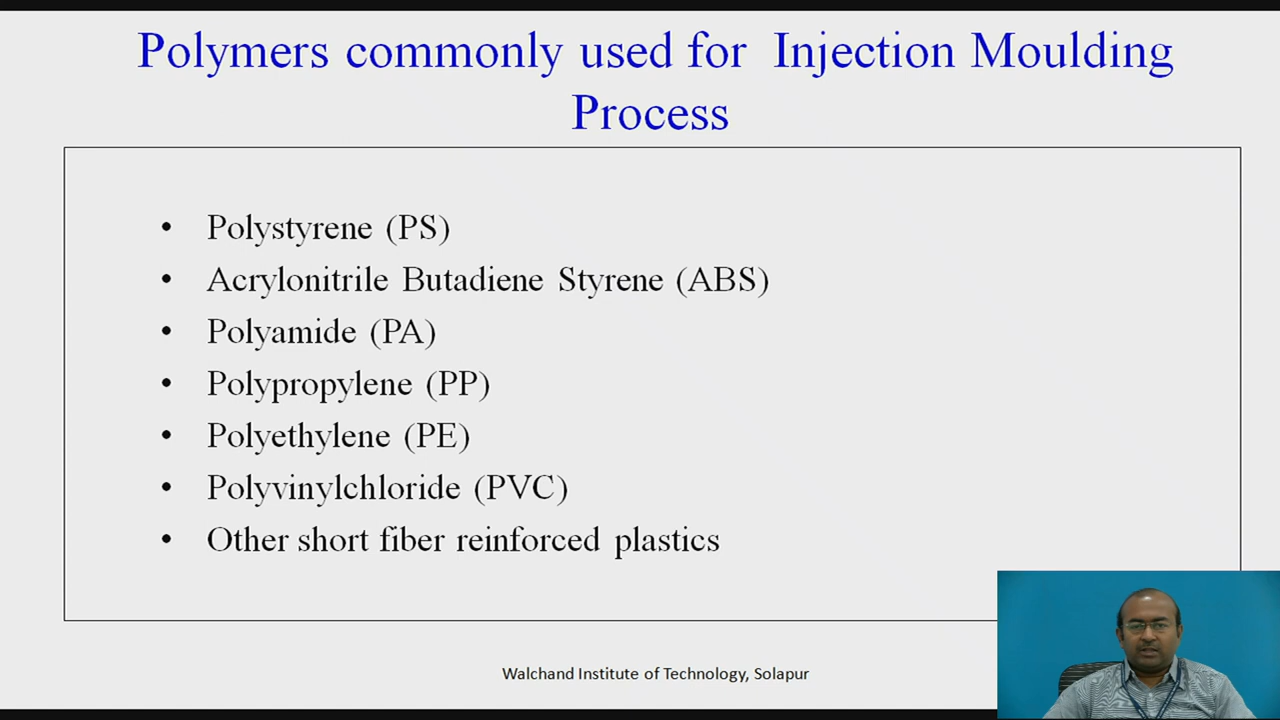 Polymers commonly used for Injection Moulding
Process
• Polystyrene (PS)
• Acrylonitrile Butadiene Styrene (ABS)
• Polyamide (PA)
• Polypropylene (PP)
• Polyethylene (PE)
• Polyvinylchloride (PVC)
• Other short fiber reinforced plastics
Walchand Institute of Technology, Solapur